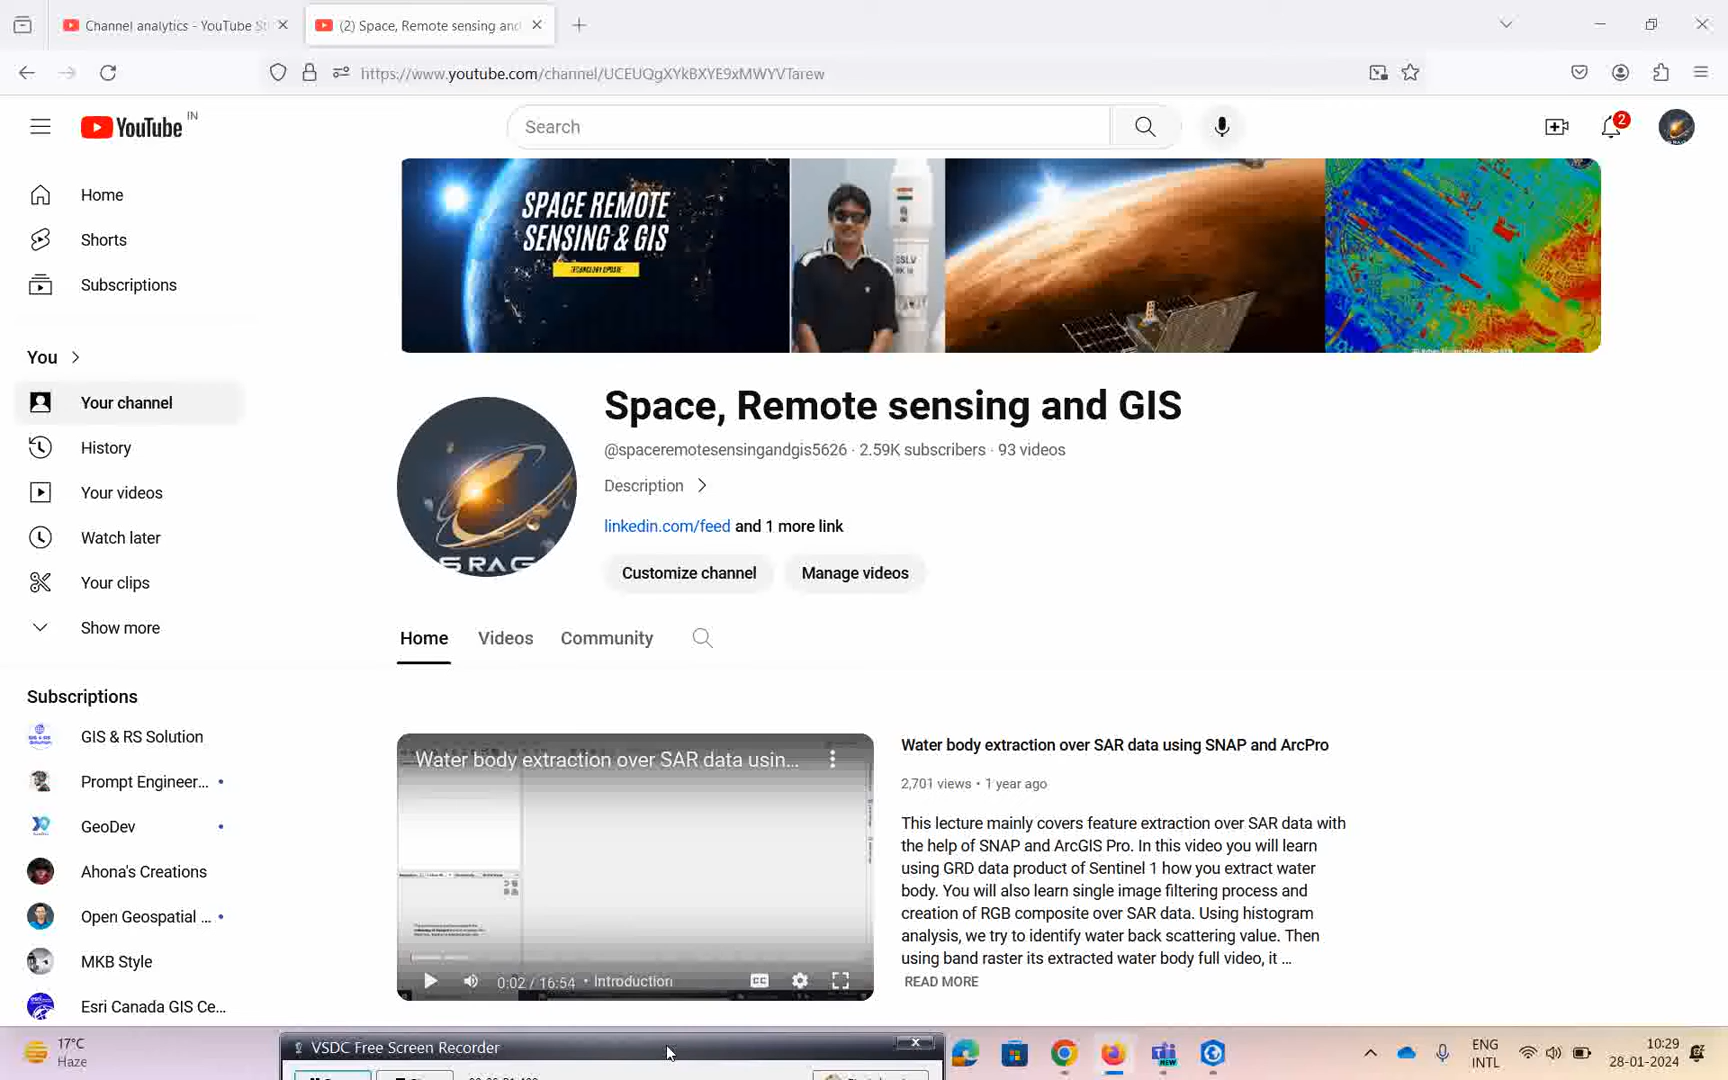 Channel analytics - YouTube St
(2) Space, Remote sensing and
https://www.youtube.com/channel/UCEUQgXYkBXYE9xMWYVTarew
YouTube IN
Search
2
Home
Shorts
Subscriptions
You
Your channel
History
Your videos
Watch later
Your clips
Show more
Subscriptions
GIS & RS Solution
Prompt Engineer...
GeoDev
Ahona's Creations
Open Geospatial ...
MKB Style
Esri Canada GIS Ce...
SPACE REMOTE
SENSING & GIS
TECHNOLOGY UPDATE
GSLV
MK III
SRAG
Space, Remote sensing and GIS
@spaceremotesensingandgis5626 · 2.59K subscribers · 93 videos
Description
linkedin.com/feed and 1 more link
Customize channel
Manage videos
Home
Videos
Community
Water body extraction over SAR data usin...
0:02 / 16:54 • Introduction
CC
Water body extraction over SAR data using SNAP and ArcPro
2,701 views • 1 year ago
This lecture mainly covers feature extraction over SAR data with
the help of SNAP and ArcGIS Pro. In this video you will learn
using GRD data product of Sentinel 1 how you extract water
body. You will also learn single image filtering process and
creation of RGB composite over SAR data. Using histogram
analysis, we try to identify water back scattering value. Then
using band raster its extracted water body full video, it ...
READ MORE
17°C
Haze
VSDC Free Screen Recorder
NEW
ENG
INTL
10:29
28-01-2024